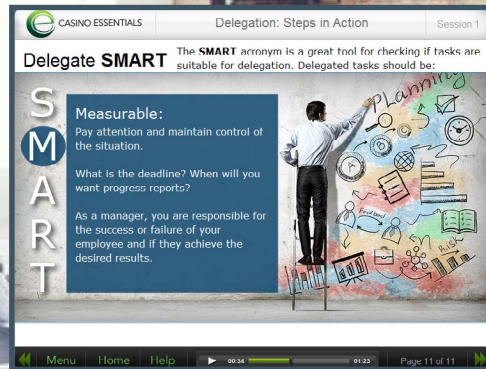 CASINO ESSENTIALS
Delegation: Steps in Action
Session 1
Delegate SMART
The SMART acronym is a great tool for checking if tasks are
suitable for delegation. Delegated tasks should be:
S
M
A
R
T
Measurable:
Pay attention and maintain control of
the situation.
What is the deadline? When will you
want progress reports?
As a manager, you are responsible for
the success or failure of your
employee and if they achieve the
desired results.
PLanning
Feedback
Risk
Menu
Home
Help
00:34
01:23
Page 11 of 11